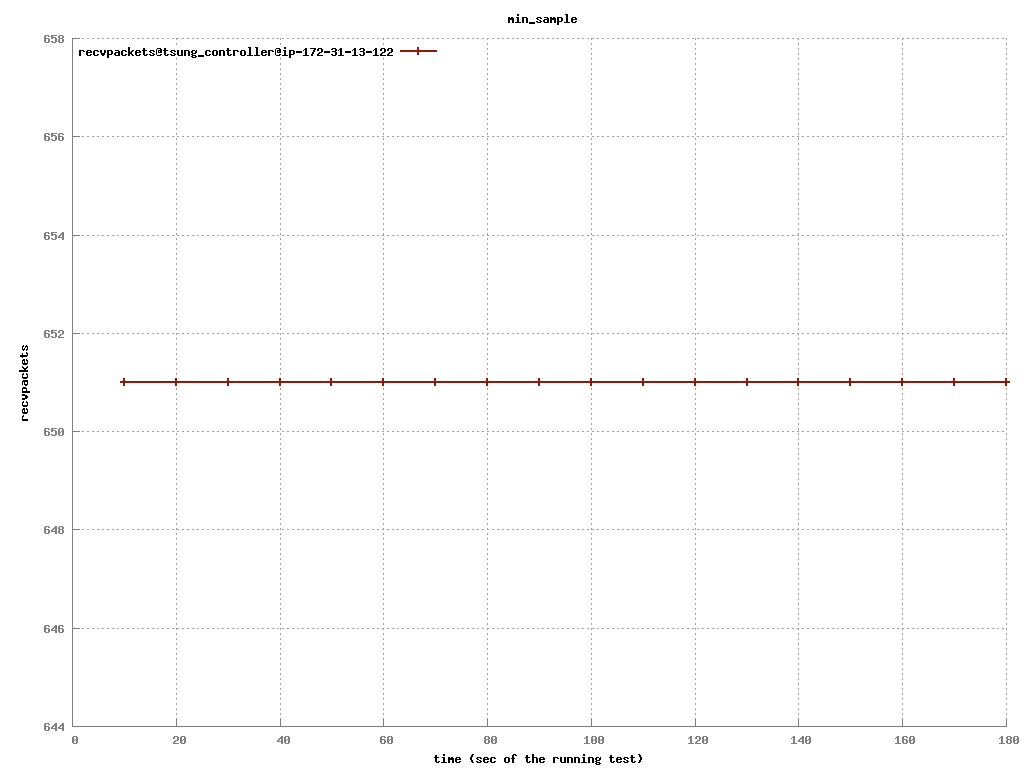 min_sample
658
recvpackets@tsung_controller@ip-172-31-13-122
656
654
652
650
648
646
644
recvpackets
0 20 40 60 80 100 120 140 160 180
time (sec of the running test)